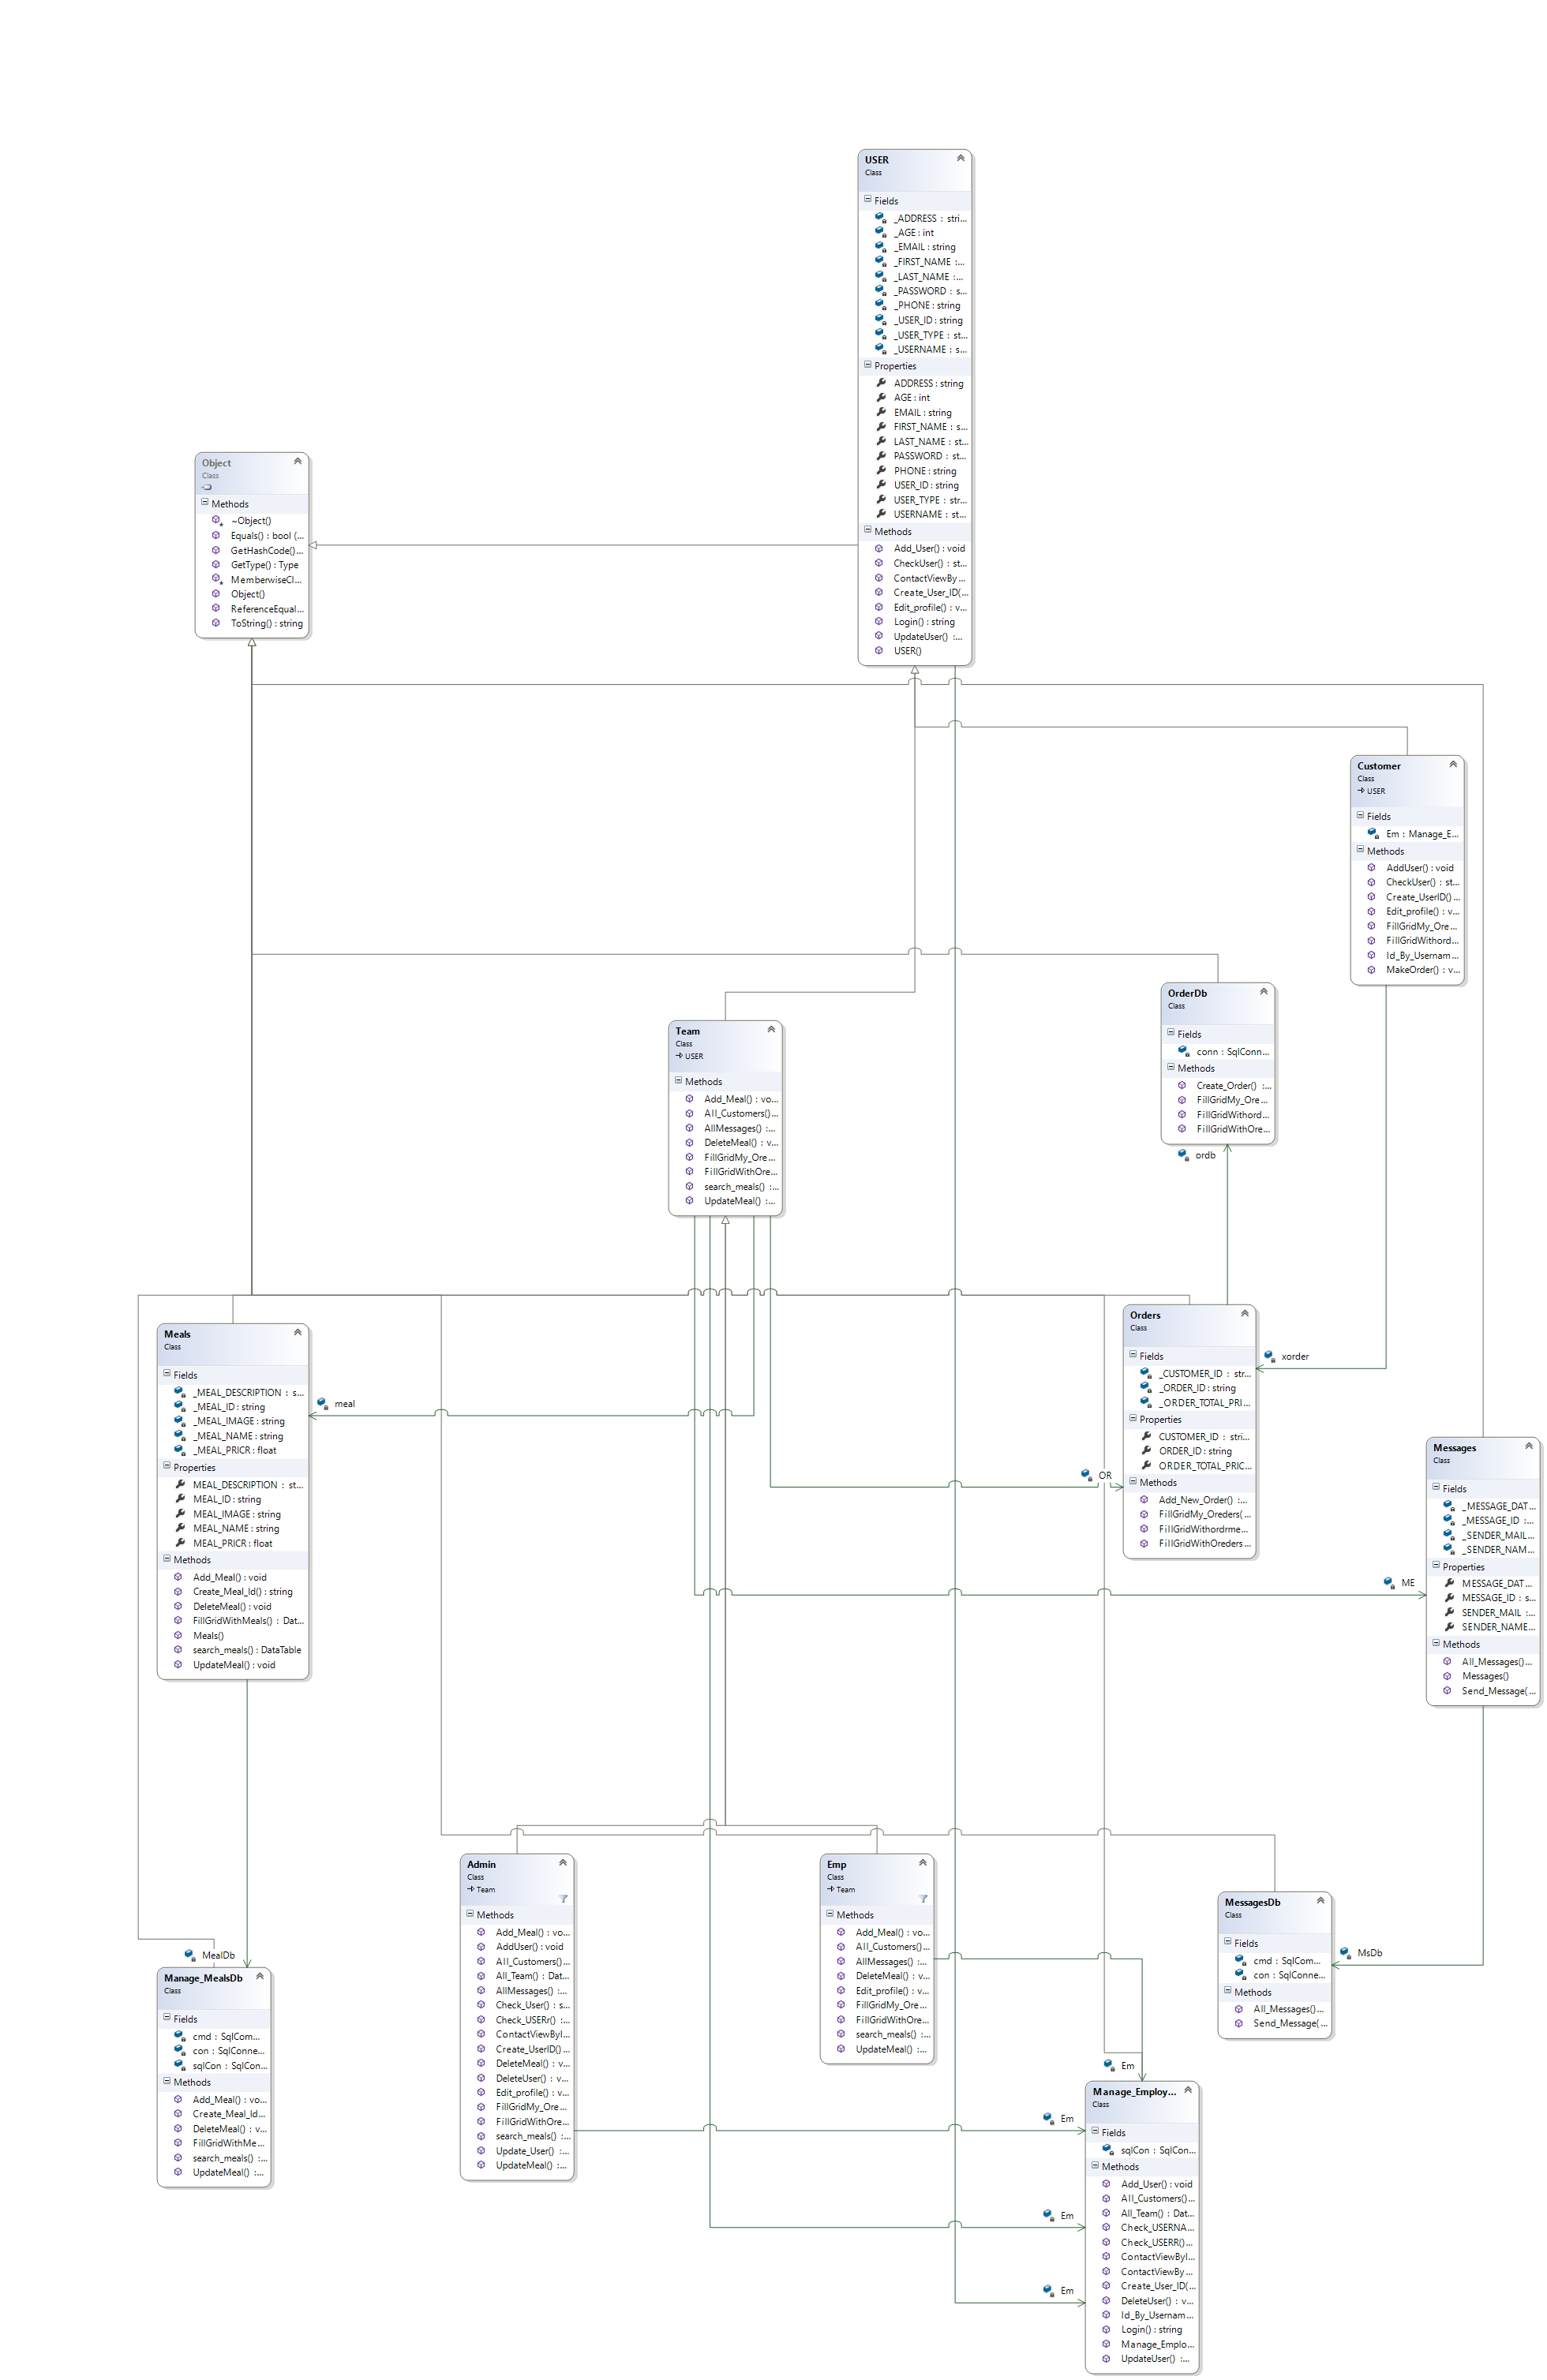 USER
Class
Fields
_ADDRESS : stri...
_AGE : int
_EMAIL : string
_FIRST_NAME :...
_LAST_NAME :...
_PASSWORD : s...
_PHONE : string
_USER_ID : string
_USER_TYPE : st...
_USERNAME : s...
Properties
ADDRESS : string
AGE : int
EMAIL : string
FIRST_NAME : s...
LAST_NAME : st...
PASSWORD : st...
PHONE : string
USER_ID : string
USER_TYPE : str...
USERNAME : st...
Methods
Add_User() : void
CheckUser() : st...
ContactViewBy...
Create_User_ID(...
Edit_profile() : v...
Login() : string
UpdateUser() :...
USER()
Object
Class
Methods
~Object()
Equals() : bool (...
GetHashCode()...
GetType() : Type
MemberwiseCl...
Object()
ReferenceEqual...
ToString() : string
Customer
Class
USER
Fields
Em : Manage_E...
Methods
AddUser() : void
CheckUser() : st...
Create_UserID()...
Edit_profile() : v...
FillGridMy_Ore...
FillGridWithord...
Id_By_Usernam...
MakeOrder() : v...
OrderDb
Class
Fields
conn : SqlConn...
Methods
Create_Order() :...
FillGridMy_Ore...
FillGridWithord...
FillGridWithOre...
ordb
Team
Class
USER
Methods
Add_Meal() : vo...
All_Customers()...
AllMessages() :...
DeleteMeal() : v...
FillGridMy_Ore...
FillGridWithOre...
search_meals() :...
UpdateMeal() :...
Meals
Class
Fields
_MEAL_DESCRIPTION : s...
_MEAL_ID : string
_MEAL_IMAGE : string
_MEAL_NAME : string
_MEAL_PRICR : float
Properties
MEAL_DESCRIPTION : st...
MEAL_ID : string
MEAL_IMAGE : string
MEAL_NAME : string
MEAL_PRICR : float
Methods
Add_Meal() : void
Create_Meal_Id() : string
DeleteMeal() : void
FillGridWithMeals() : Dat...
Meals()
search_meals() : DataTable
UpdateMeal() : void
meal
Orders
Class
Fields
_CUSTOMER_ID : str...
_ORDER_ID : string
_ORDER_TOTAL_PRI...
Properties
CUSTOMER_ID : stri...
ORDER_ID : string
ORDER_TOTAL_PRIC...
Methods
Add_New_Order() :...
FillGridMy_Oreders(...
FillGridWithordrme...
FillGridWithOreders...
xorder
OR
Messages
Class
Fields
_MESSAGE_DAT...
_MESSAGE_ID :...
_SENDER_MAIL...
_SENDER_NAM...
Properties
MESSAGE_DAT...
MESSAGE_ID : s...
SENDER_MAIL :...
SENDER_NAME...
Methods
All_Messages()...
Messages()
Send_Message(...
ME
Admin
Class
Team
Methods
Add_Meal() : vo...
AddUser() : void
All_Customers()...
All_Team() : Dat...
AllMessages() :...
Check_User() : s...
Check_USERr() :...
ContactViewByI...
Create_UserID()...
DeleteMeal() : v...
DeleteUser() : v...
Edit_profile() : v...
FillGridMy_Ore...
FillGridWithOre...
search_meals() :...
Update_User() :...
UpdateMeal() :...
Emp
Class
Team
Methods
Add_Meal() : vo...
All_Customers()...
AllMessages() :...
DeleteMeal() : v...
Edit_profile() : v...
FillGridMy_Ore...
FillGridWithOre...
search_meals() :...
UpdateMeal() :...
MessagesDb
Class
Fields
cmd : SqlCom...
con : SqlConne...
Methods
All_Messages()...
Send_Message(...
MsDb
MealDb
Manage_MealsDb
Class
Fields
cmd : SqlCom...
con : SqlConne...
sqlCon : SqlCon...
Methods
Add_Meal() : vo...
Create_Meal_Id...
DeleteMeal() : v...
FillGridWithMe...
search_meals() :...
UpdateMeal() :...
Em
Em
Em
Em
Manage_Employ...
Class
Fields
sqlCon : SqlCon...
Methods
Add_User() : void
All_Customers()...
All_Team() : Dat...
Check_USERNA...
Check_USERR()...
ContactViewByI...
ContactViewBy...
Create_User_ID(...
DeleteUser() : v...
Id_By_Usernam...
Login() : string
Manage_Emplo...
UpdateUser() :...